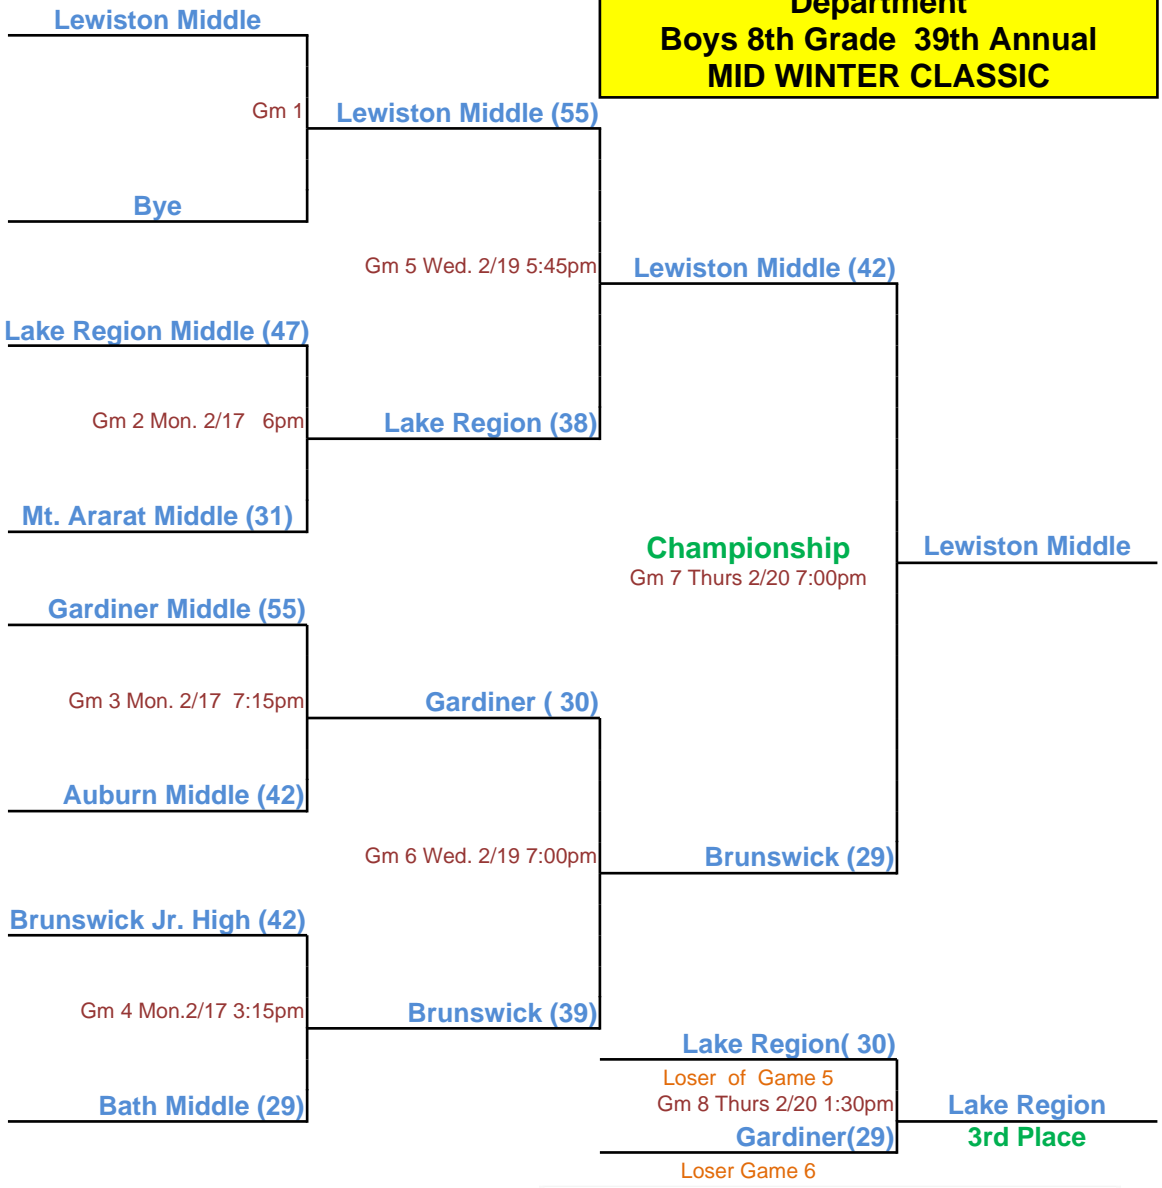 Department
Boys 8th Grade  39th Annual
MID WINTER CLASSIC
Lewiston Middle
Gm 1
Lewiston Middle (55)
Bye
Gm 5 Wed. 2/19 5:45pm
Lewiston Middle (42)
Lake Region Middle (47)
Gm 2 Mon. 2/17   6pm
Lake Region (38)
Mt. Ararat Middle (31)
Championship
Gm 7 Thurs 2/20 7:00pm
Lewiston Middle
Gardiner Middle (55)
Gm 3 Mon. 2/17  7:15pm
Gardiner ( 30)
Auburn Middle (42)
Gm 6 Wed. 2/19 7:00pm
Brunswick (29)
Brunswick Jr. High (42)
Gm 4 Mon.2/17 3:15pm
Brunswick (39)
Bath Middle (29)
Lake Region( 30)
Loser  of  Game 5
Gm 8 Thurs 2/20 1:30pm
Lake Region
Gardiner(29)
3rd Place
Loser Game 6